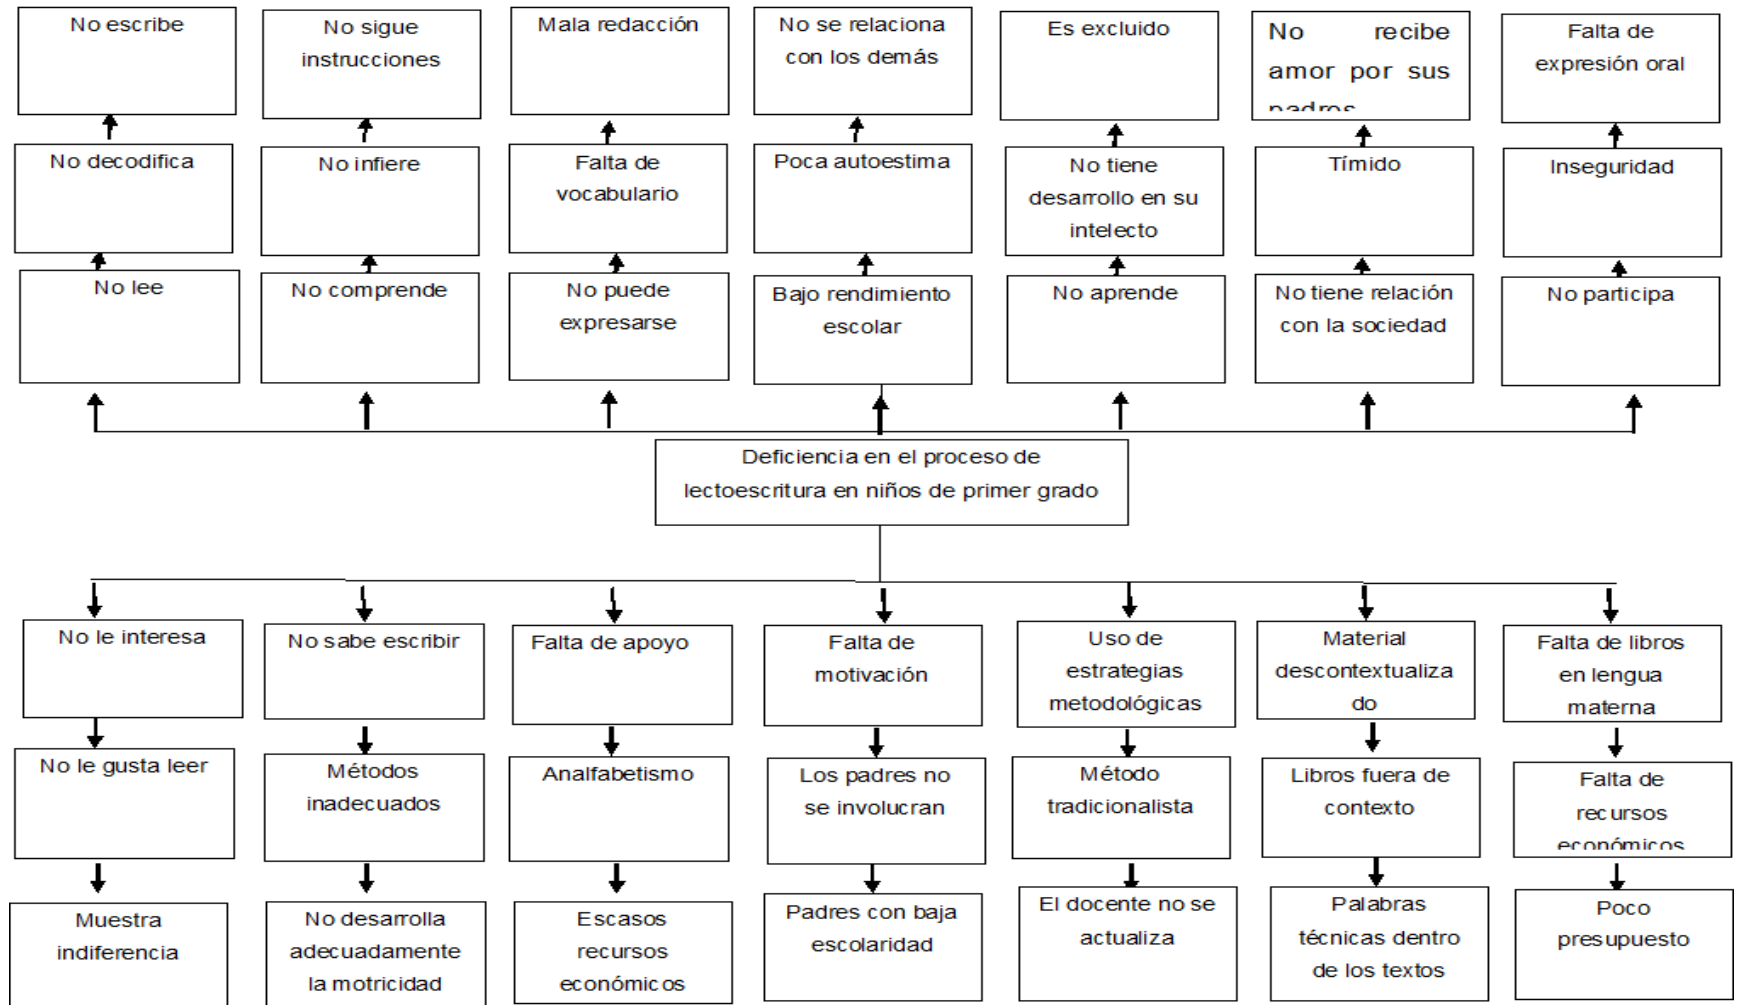 No escribe
No sigue
instrucciones
Mala redacción
No se relaciona
con los demás
Es excluido
No recibe
amor por sus
padres
Falta de
expresión oral
No decodifica
No infiere
Falta de
vocabulario
Poca autoestima
No tiene
desarrollo en su
intelecto
Tímido
Inseguridad
No lee
No comprende
No puede
expresarse
Bajo rendimiento
escolar
No aprende
No tiene relación
con la sociedad
No participa
Deficiencia en el proceso de
lectoescritura en niños de primer grado
No le interesa
No sabe escribir
Falta de apoyo
Falta de
motivación
Uso de
estrategias
metodológicas
Material
descontextualiza
do
Falta de libros
en lengua
materna
No le gusta leer
Métodos
inadecuados
Analfabetismo
Los padres no
se involucran
Método
tradicionalista
Libros fuera de
contexto
Falta de
recursos
económicos
Muestra
indiferencia
No desarrolla
adecuadamente
la motricidad
Escasos
recursos
económicos
Padres con baja
escolaridad
El docente no se
actualiza
Palabras
técnicas dentro
de los textos
Poco
presupuesto